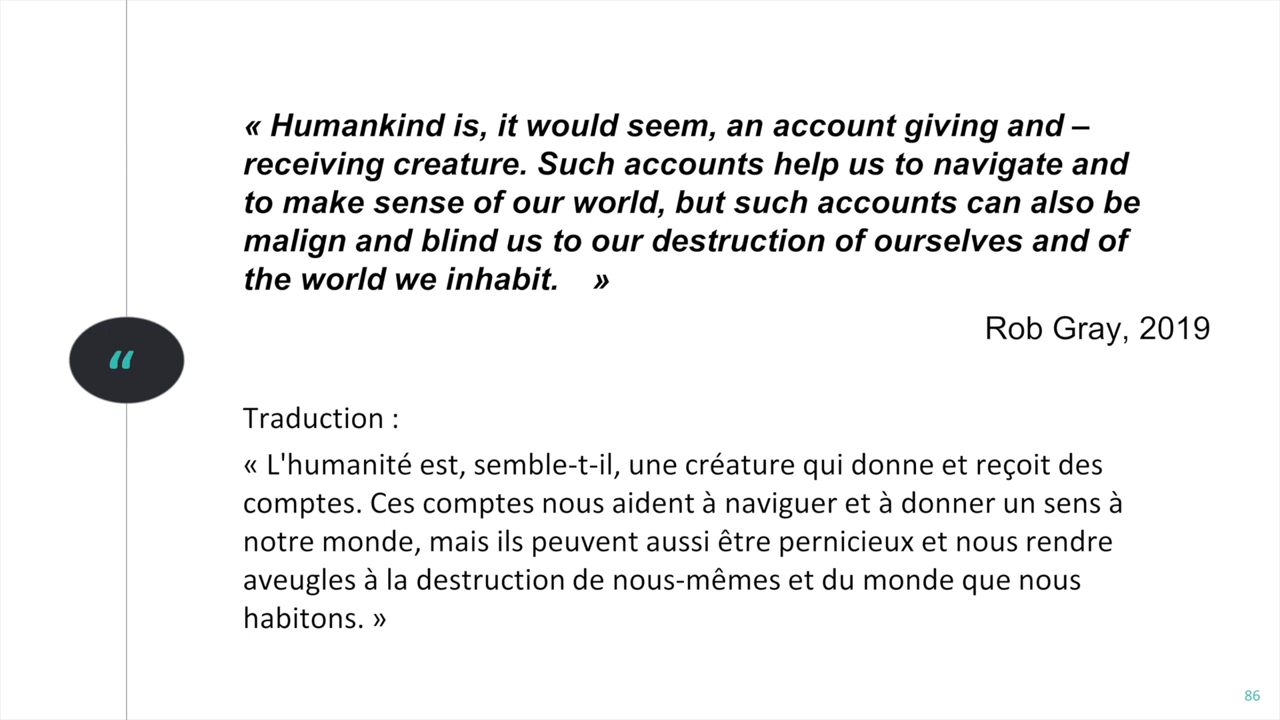 « Humankind is, it would seem, an account giving and –
receiving creature. Such accounts help us to navigate and
to make sense of our world, but such accounts can also be
malign and blind us to our destruction of ourselves and of
the world we inhabit. »
Rob Gray, 2019
“
Traduction :
« L'humanité est, semble-t-il, une créature qui donne et reçoit des
comptes. Ces comptes nous aident à naviguer et à donner un sens à
notre monde, mais ils peuvent aussi être pernicieux et nous rendre
aveugles à la destruction de nous-mêmes et du monde que nous
habitons. »
86